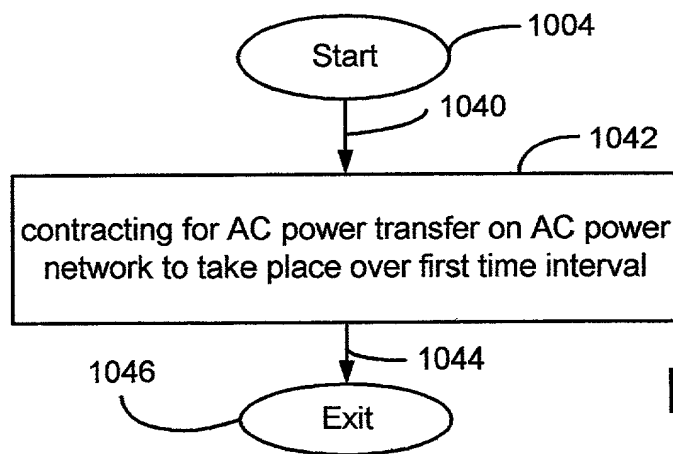 Start
1004
1040
1042
contracting for AC power transfer on AC power
network to take place over first time interval
1044
1046
Exit